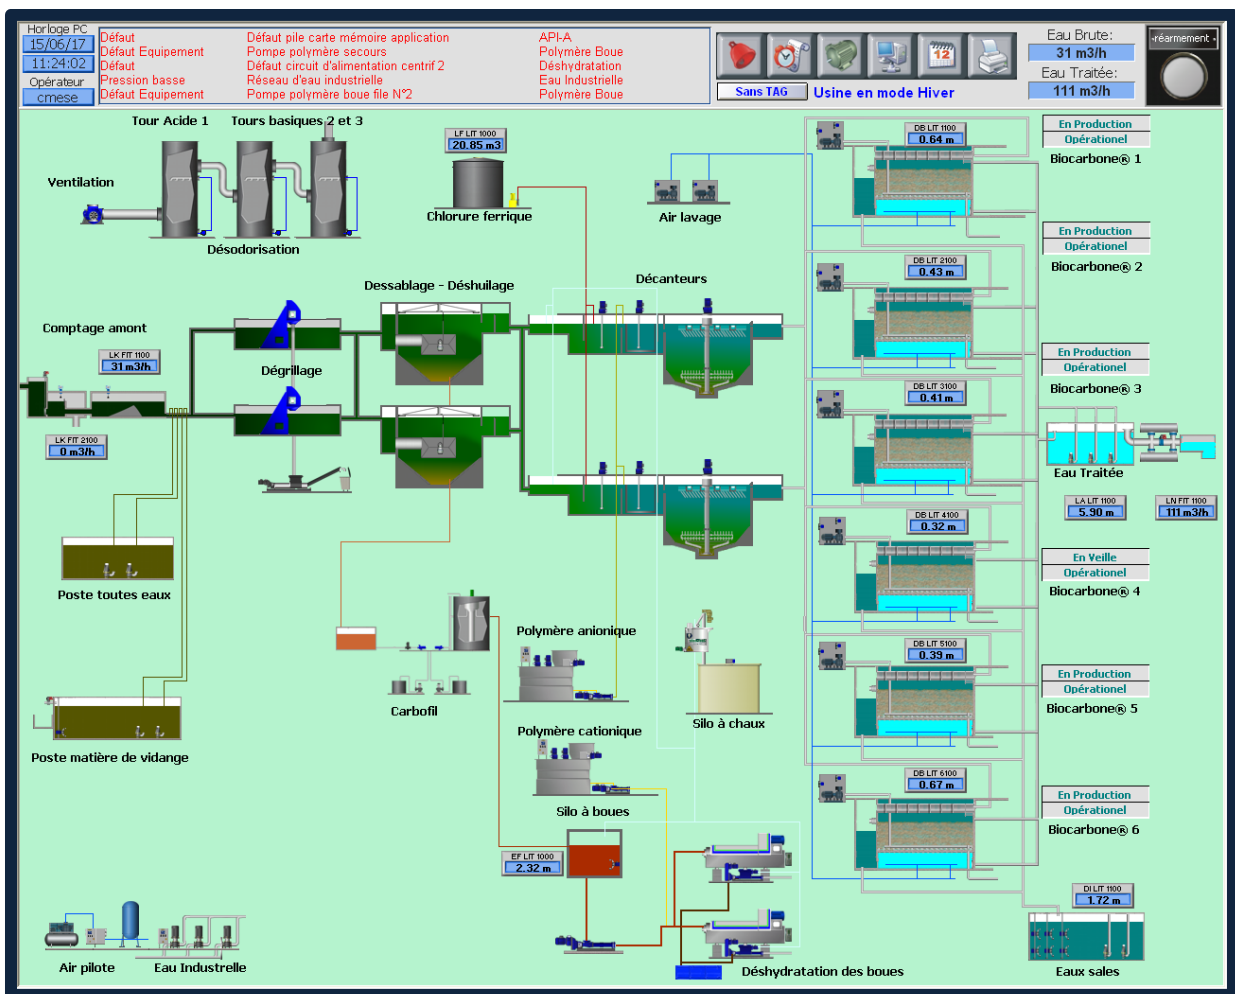 Horloge PC
15/06/17
11:24:02
Opérateur
cmese
Défaut Défaut pile carte mémoire application API-A
Défaut Equipement Pompe polymère secours Polymère Boue
Défaut Défaut circuit d'alimentation centrif 2 Déshydratation
Pression basse Réseau d'eau industrielle Eau Industrielle
Défaut Equipement Pompe polymère boue file N°2 Polymère Boue
12
Sans TAG Usine en mode Hiver
Eau Brute:
31 m3/h
Eau Traitée:
111 m3/h
réarmement
Tour Acide 1 Tours basiques 2 et 3
Ventilation
Désodorisation
LF LIT 1000
20.85 m3
Chlorure ferrique
Air lavage
DB LIT 1100
0.64 m
En Production
Opérationel
Biocarbone® 1
DB LIT 2100
0.43 m
En Production
Opérationel
Biocarbone® 2
Comptage amont
LK FIT 1100
31 m3/h
LK FIT 2100
0 m3/h
Dégrillage
Dessablage - Déshuilage
Décanteurs
DB LIT 3100
0.41 m
En Production
Opérationel
Biocarbone® 3
Eau Traitée
LA LIT 1100
5.90 m
LN FIT 1100
111 m3/h
DB LIT 4100
0.32 m
En Veille
Opérationel
Biocarbone® 4
Poste toutes eaux
Poste matière de vidange
Carbofil
Polymère anionique
Polymère cationique
Silo à chaux
DB LIT 5100
0.39 m
En Production
Opérationel
Biocarbone® 5
DB LIT 6100
0.67 m
En Production
Opérationel
Biocarbone® 6
Silo à boues
EF LIT 1000
2.32 m
DI LIT 1100
1.72 m
Air pilote
Eau Industrelle
Déshydratation des boues
Eaux sales